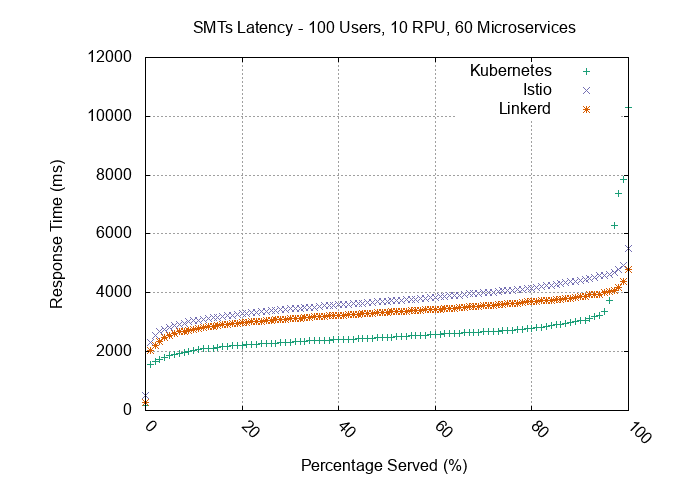 SMTs Latency - 100 Users, 10 RPU, 60 Microservices
12000
10000
8000
6000
4000
2000
0
Response Time (ms)
Kubernetes
Istio
Linkerd
0 20 40 60 80 100
Percentage Served (%)